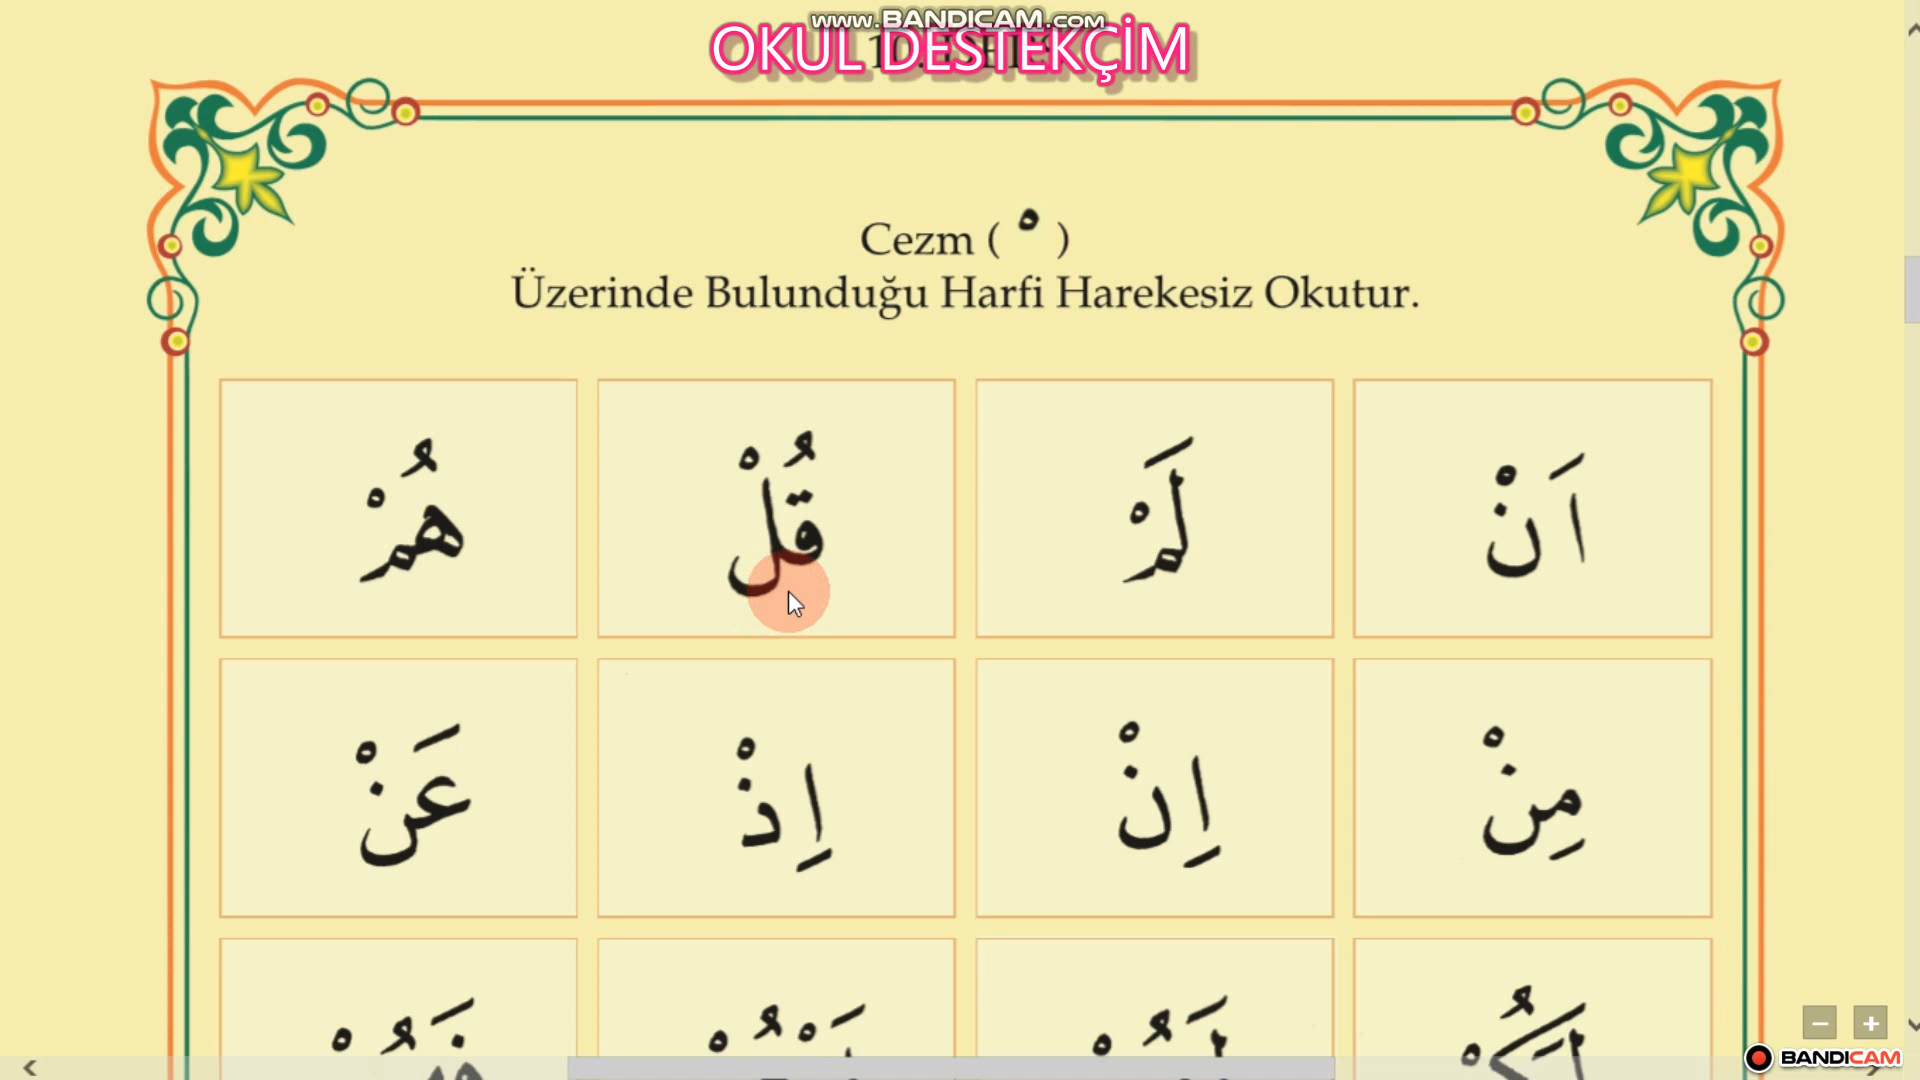 www.BANDICAM.com
OKUL DESTEKÇİM
Cezm ( ْ )
Üzerinde Bulunduğu Harfi Harekesiz Okutur.
اَنْ لَمْ قُلْ هُمْ
مِنْ اِنْ اِذْ عَنْ
BANDICAM